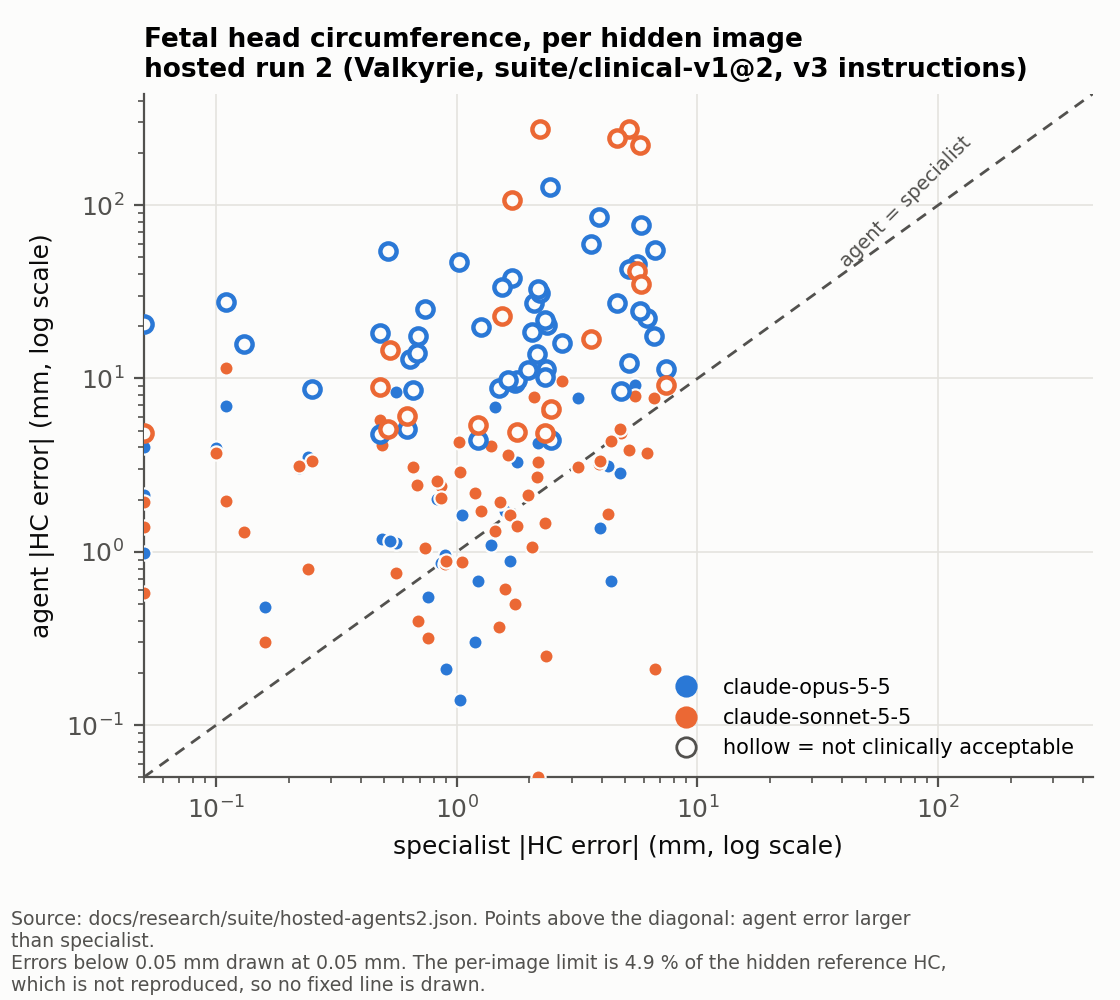 Fetal head circumference, per hidden image
hosted run 2 (Valkyrie, suite/clinical-v1@2, v3 instructions)
agent |HC error| (mm, log scale)
10²
10¹
10⁰
10⁻¹
agent = specialist
claude-opus-5-5
claude-sonnet-5-5
hollow = not clinically acceptable
10⁻¹ 10⁰ 10¹ 10²
specialist |HC error| (mm, log scale)
Source: docs/research/suite/hosted-agents2.json. Points above the diagonal: agent error larger
than specialist.
Errors below 0.05 mm drawn at 0.05 mm. The per-image limit is 4.9 % of the hidden reference HC,
which is not reproduced, so no fixed line is drawn.